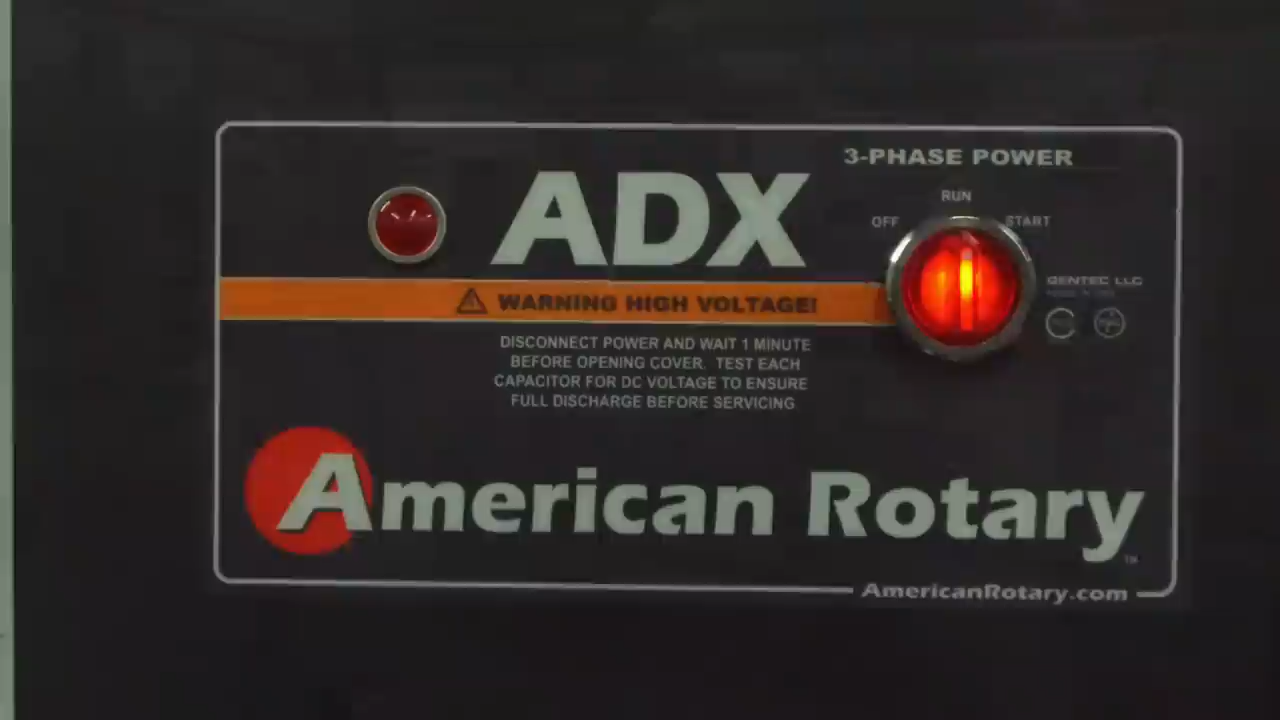 3-PHASE POWER
ADX
RUN
OFF
START
GENTEC LLC
WARNING HIGH VOLTAGE!
DISCONNECT POWER AND WAIT 1 MINUTE
BEFORE OPENING COVER. TEST EACH
CAPACITOR FOR DC VOLTAGE TO ENSURE
FULL DISCHARGE BEFORE SERVICING
American Rotary
TM
AmericanRotary.com